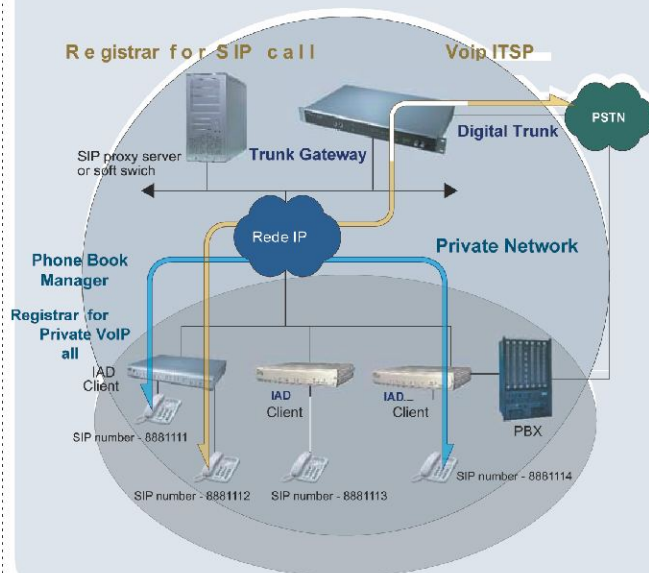 Registrar for SIP call
Voip ITSP
PSTN
Digital Trunk
SIP proxy server
or soft swich
Trunk Gateway
Rede IP
Private Network
Phone Book
Manager
Registrar for
Private VoIP
all
IAD
Client
IAD
Client
IAD
Client
PBX
SIP number - 8881111
SIP number - 8881112
SIP number - 8881113
SIP number - 8881114